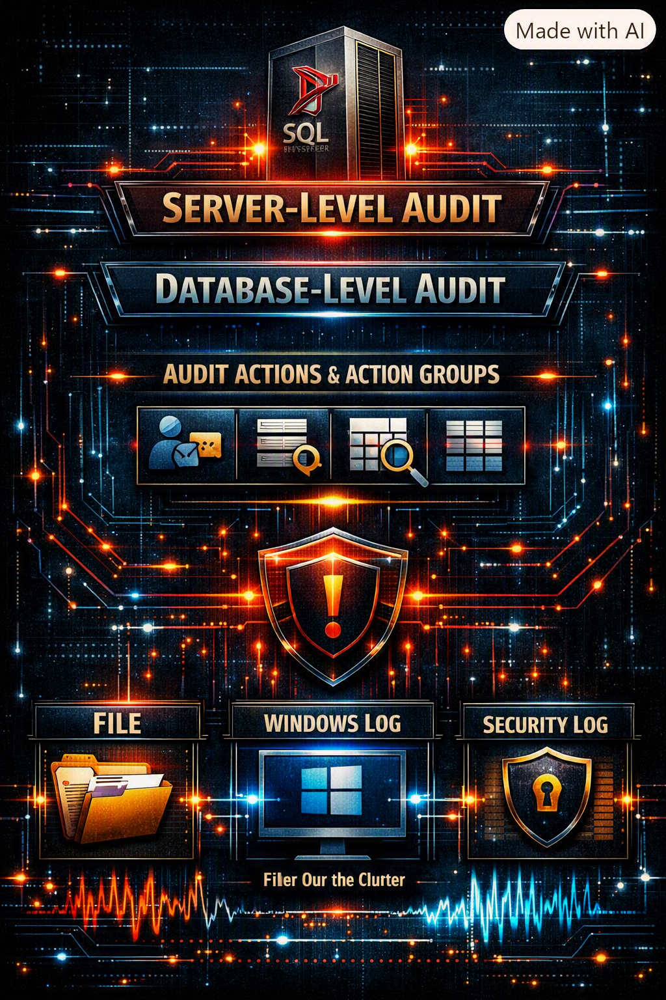 Made with AI
SQL
SERVER-LEVEL AUDIT
DATABASE-LEVEL AUDIT
AUDIT ACTIONS & ACTION GROUPS
FILE
WINDOWS LOG
SECURITY LOG
Filer Our the Clurter